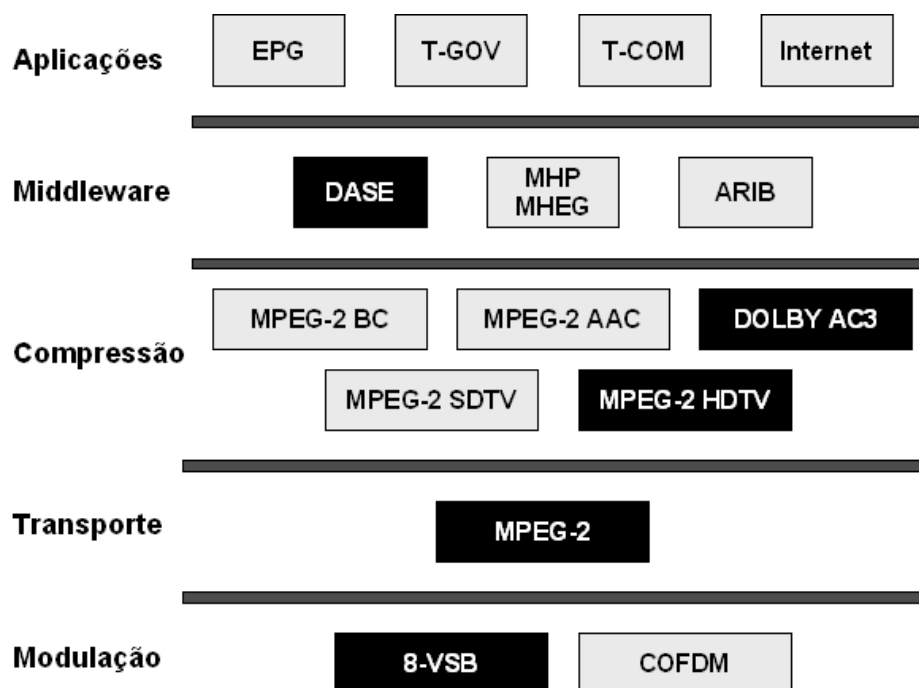 Aplicações
EPG
T-GOV
T-COM
Internet
Middleware
DASE
MHP
MHEG
ARIB
Compressão
MPEG-2 BC
MPEG-2 AAC
DOLBY AC3
MPEG-2 SDTV
MPEG-2 HDTV
Transporte
MPEG-2
Modulação
8-VSB
COFDM